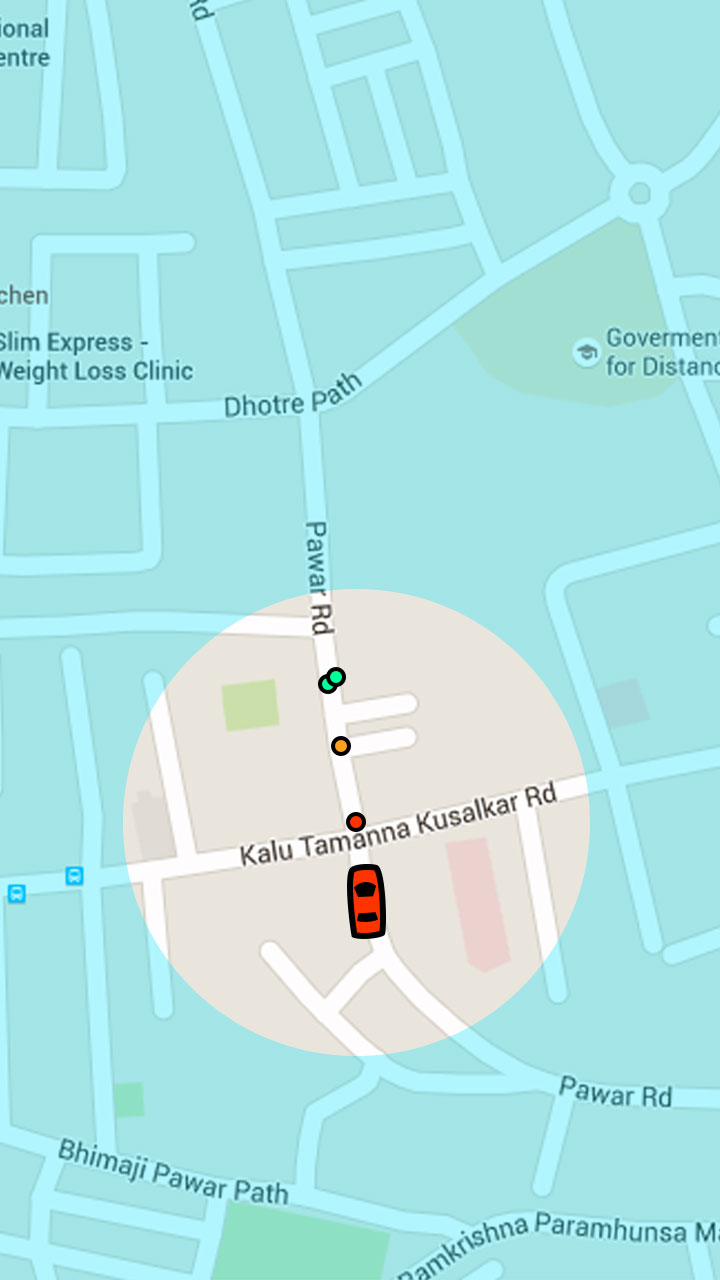 Rd
ional
entre
chen
Slim Express -
Weight Loss Clinic
Goverment
for Distanc
Dhotre Path
Pawar Rd
Kalu Tamanna Kusalkar Rd
Pawar Rd
Bhimaji Pawar Path
Ramkrishna Paramhunsa Ma